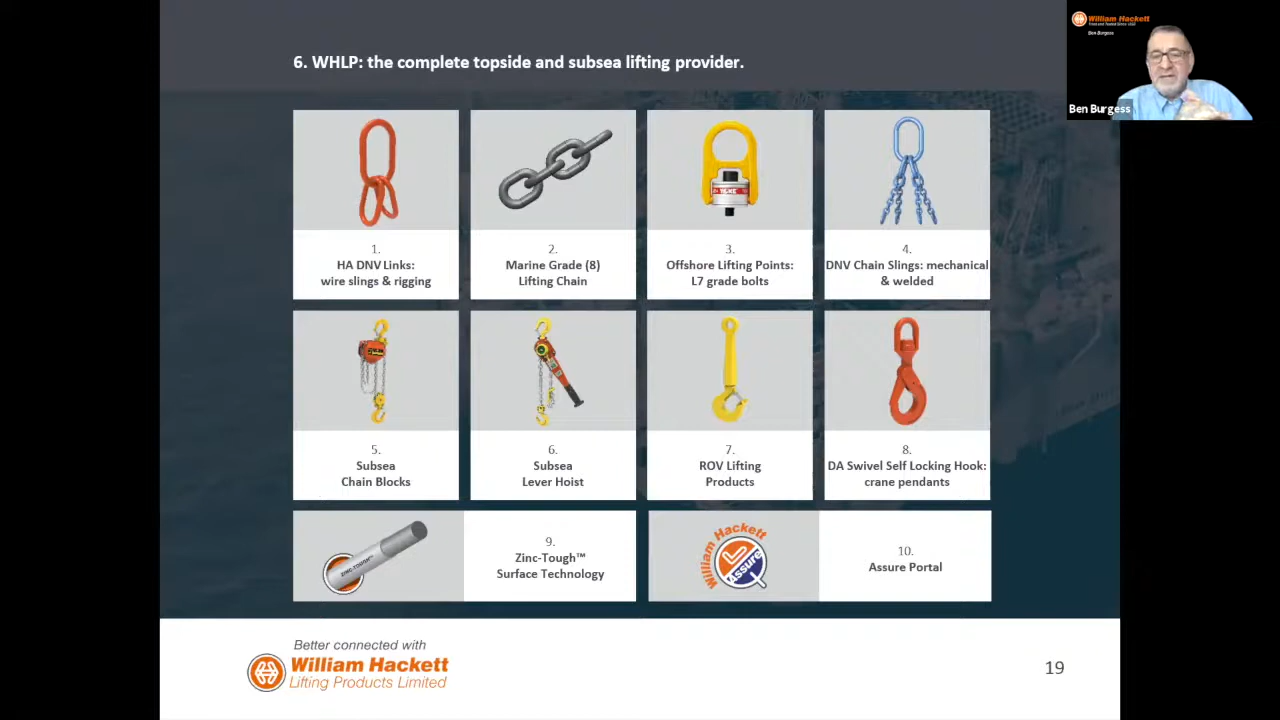 6. WHLP: the complete topside and subsea lifting provider.
William Hackett
Ben Burgess
Ben Burgess
1.
HA DNV Links:
wire slings & rigging
2.
Marine Grade (8)
Lifting Chain
3.
Offshore Lifting Points:
L7 grade bolts
YOKE
4.
DNV Chain Slings: mechanical
& welded
5.
Subsea
Chain Blocks
6.
Subsea
Lever Hoist
7.
ROV Lifting
Products
8.
DA Swivel Self Locking Hook:
crane pendants
ZINC-TOUGH™
9.
Zinc-Tough™
Surface Technology
William Hackett
Assure
10.
Assure Portal
Better connected with
William Hackett
Lifting Products Limited
19